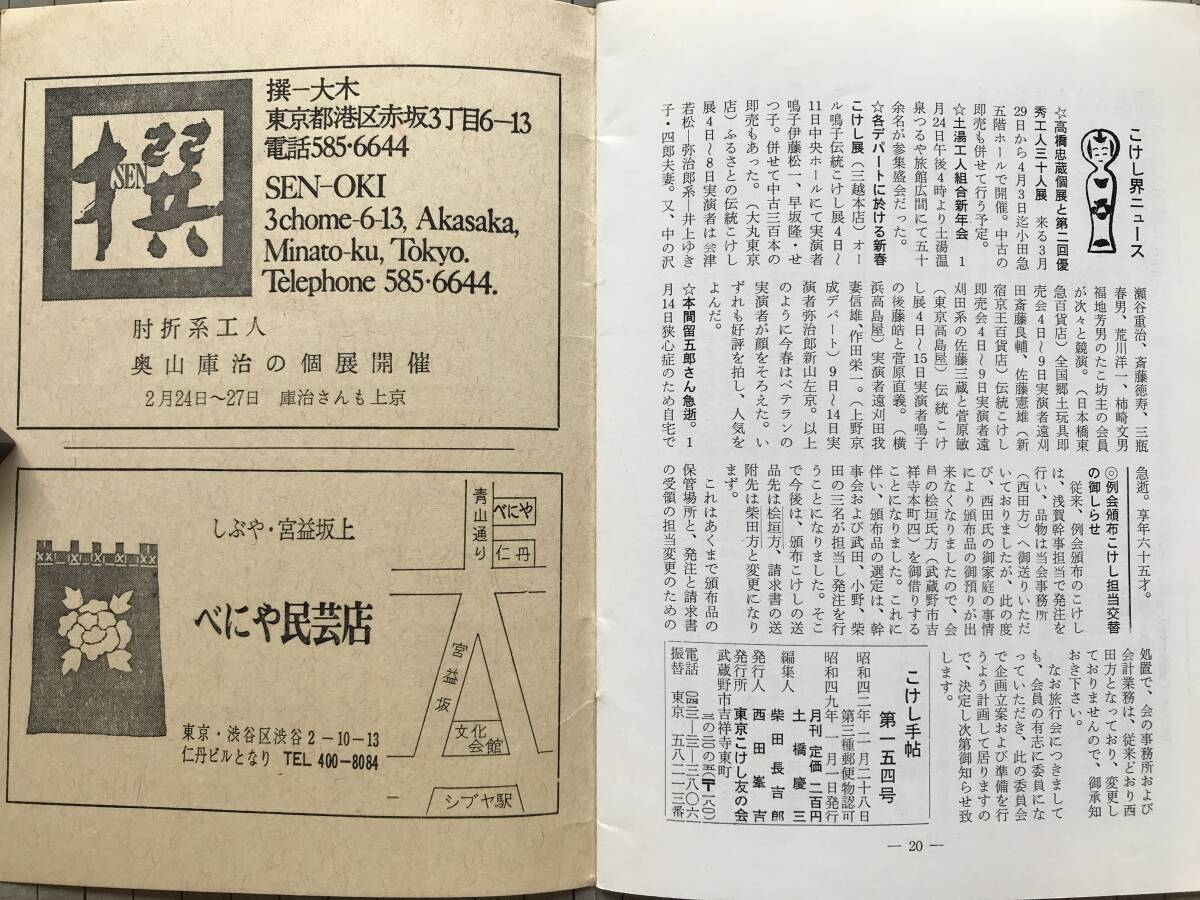 撰
SEN
撰−大木
東京都港区赤坂3丁目6−13
電話585・6644
SEN-OKI
3chome-6-13, Akasaka,
Minato-ku, Tokyo.
Telephone 585・6644.
肘折系工人
奥山庫治の個展開催
2月24日〜27日 庫治さんも上京
しぶや・宮益坂上
べにや民芸店
東京・渋谷区渋谷2−10−13
仁丹ビルとなり TEL 400-8084
青山通り
べにや
仁丹
宮益坂
文化会館
シブヤ駅
こけし界ニュース
☆高橋忠蔵個展と第二回優
秀工人三十人展 来る3月
29日から4月3日迄小田急
五階ホールで開催。中古の
即売も併せて行う予定。
☆土湯工人組合新年会 1
月24日午後4時より土湯温
泉つるや旅館広間にて五十
余名が参集盛会だった。
☆各デパートに於ける新春
こけし展(三越本店)オー
ル鳴子伝統こけし展4日〜
11日中央ホールにて実演者
鳴子伊藤松一、早坂隆・せ
つ子。併せて中古三百本の
即売もあった。(大丸東京
店)ふるさとの伝統こけし
展4日〜8日実演者は会津
若松−弥治郎系−井上ゆき
子・四郎夫妻。又、中の沢
瀬谷重治、斎藤徳寿、三瓶
春男、荒川洋一、柿崎文男
福地芳男のたこ坊主の会員
が次々と競演。(日本橋東
急百貨店)全国郷土玩具即
売会4日〜9日実演者遠刈
田斎藤良輔、佐藤憲雄(新
宿京王百貨店)伝統こけし
即売会4日〜9日実演者遠
刈田系の佐藤三蔵と菅原敏
(東京高島屋)伝統こけ
し展4日〜15日実演者鳴子
の後藤皓と菅原直義。(横
浜高島屋)実演者遠刈田我
妻信雄、作田栄一。(上野京
成デパート)9日〜14日実
演者弥治郎新山左京。以上
のように今春はベテランの
実演者が顔をそろえた。い
ずれも好評を拍し、人気を
よんだ。
☆本間留五郎さん急逝。1
月14日狭心症のため自宅で
急逝。享年六十五才。
◎例会頒布こけし担当交替
の御しらせ
従来、例会頒布のこけし
は、浅賀幹事担当で発注を
行い、品物は当会事務所
(西田方)へ御送りいただ
いておりましたが、此の度
び、西田氏の御家庭の事情
により頒布品の御預りが出
来なくなりましたので、会
員の桧垣氏方(武蔵野市吉
祥寺本町四)を御借りする
ことになりました。これに
伴い、頒布品の選定は、幹
事会および武田、小野、柴
田の三名が担当し発注を行
うことになりました。そこ
で今後は、頒布こけしの送
品先は桧垣方、請求書の送
附先は柴田方と変更になり
ます。
これはあくまで頒布品の
保管場所と、発注と請求書
の受領の担当変更のための
処置で、会の事務所および
会計業務は、従来どおり西
田方となっており、変更し
ておりませんので、御承知
おき下さい。
なお旅行会につきまして
も、会員の有志に委員にな
っていただき、此の委員会
で企画立案および準備を行
うよう計画して居りますの
で、決定し次第御知らせ致
します。
こけし手帖
第一五四号
昭和四二年一二月二十八日
第三種郵便物認可
昭和四九年一月一日発行
月刊 定価二百円
編集人 土橋慶三
柴田長吉郎
発行人 西田峯吉
発行所 東京こけし友の会
武蔵野市吉祥寺東町
三の二〇の五(〒一八〇)
電話〇四二二−三一−三八〇六
振替 東京 五八二一三番
— 20 —